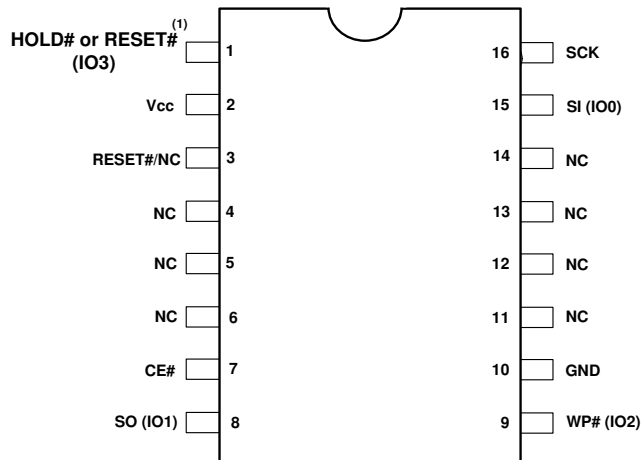 HOLD# or RESET# (1)
(IO3)
1
16
SCK
Vcc
2
15
SI (IO0)
RESET#/NC
3
14
NC
NC
4
13
NC
NC
5
12
NC
NC
6
11
NC
CE#
7
10
GND
SO (IO1)
8
9
WP# (IO2)